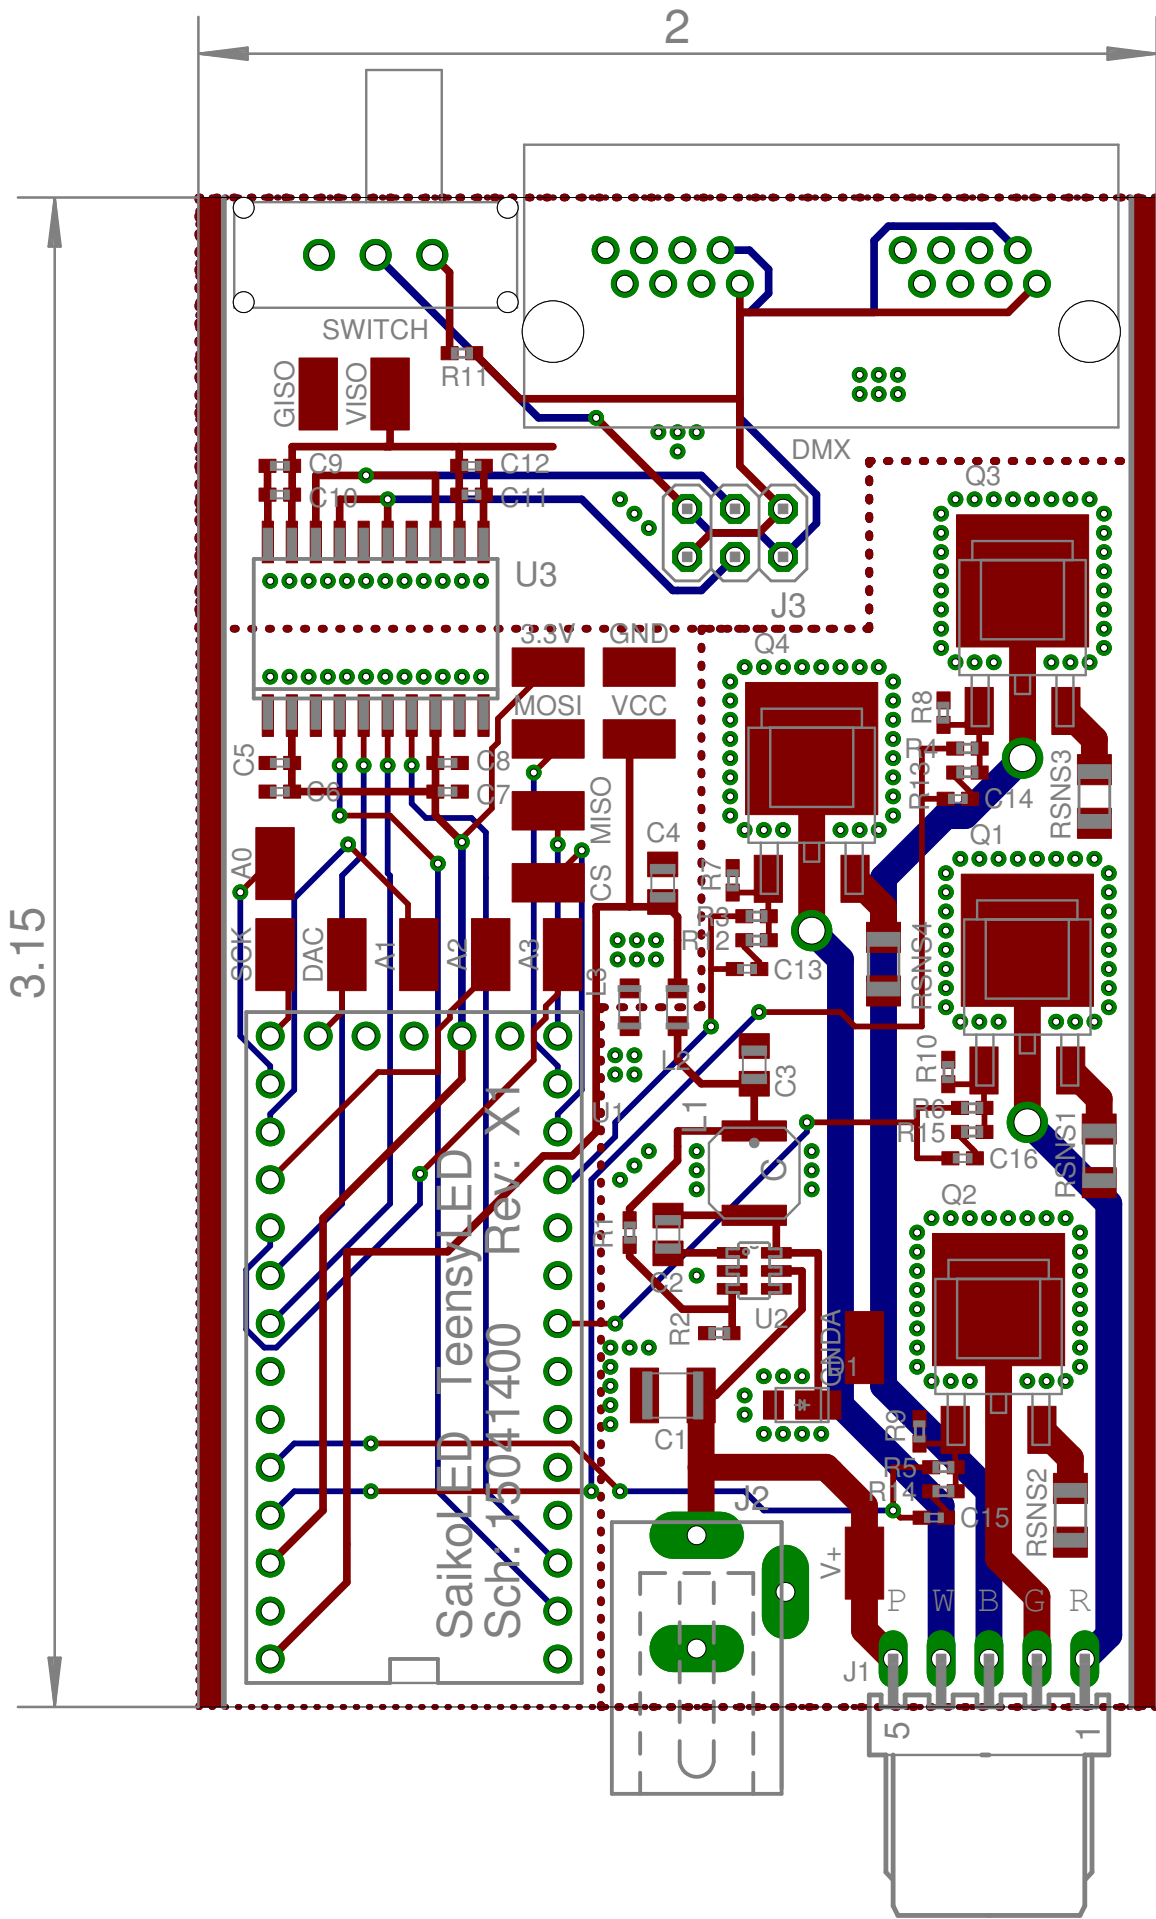 2
3.15
SWITCH
R11
GISO
VISO
DMX
C9
C12
C10
C11
Q3
U3
J3
3.3V
GND
Q4
MOSI
VCC
R8
R4
R13
C14
RSNS3
C5
C8
C6
C7
MISO
Q1
A0
CS
C4
R7
R3
R12
C13
RSNS4
SCK
DAC
A1
A2
A3
L3
L2
C3
R10
R6
R15
C16
RSNS1
U1
L1
Q2
R1
C2
U2
R2
GNDA
D1
C1
R9
R5
R14
C15
RSNS2
SaikoLED TeensyLED
Sch: 15041400 Rev: X1
J2
V+
P W B G R
J1
5
1